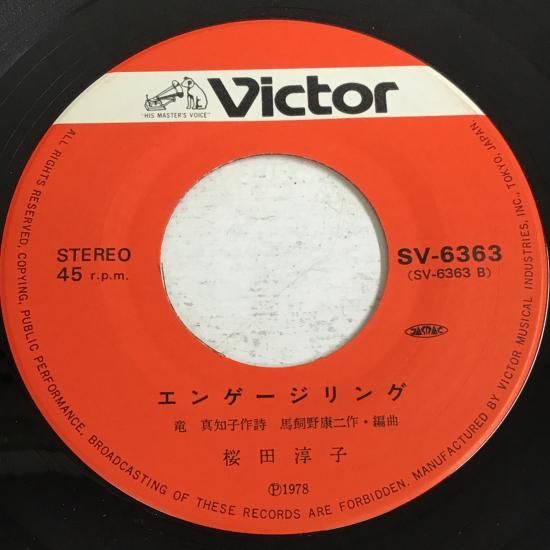 "HIS MASTER'S VOICE"
Victor
STEREO
45 r.p.m.
SV-6363
(SV-6363 B)
JASRAC
エンゲージリング
竜 真知子作詩 馬飼野康二作・編曲
桜田淳子
Ⓟ1978
ALL RIGHTS RESERVED, COPYING, PUBLIC PERFORMANCE, BROADCASTING OF THESE RECORDS ARE FORBIDDEN. MANUFACTURED BY VICTOR MUSICAL INDUSTRIES, INC., TOKYO, JAPAN.